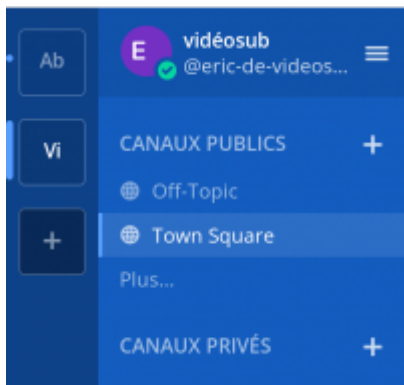 Ab
Vi
+
E
vidéosub
@eric-de-videos...
CANAUX PUBLICS +
Off-Topic
Town Square
Plus...
CANAUX PRIVÉS +